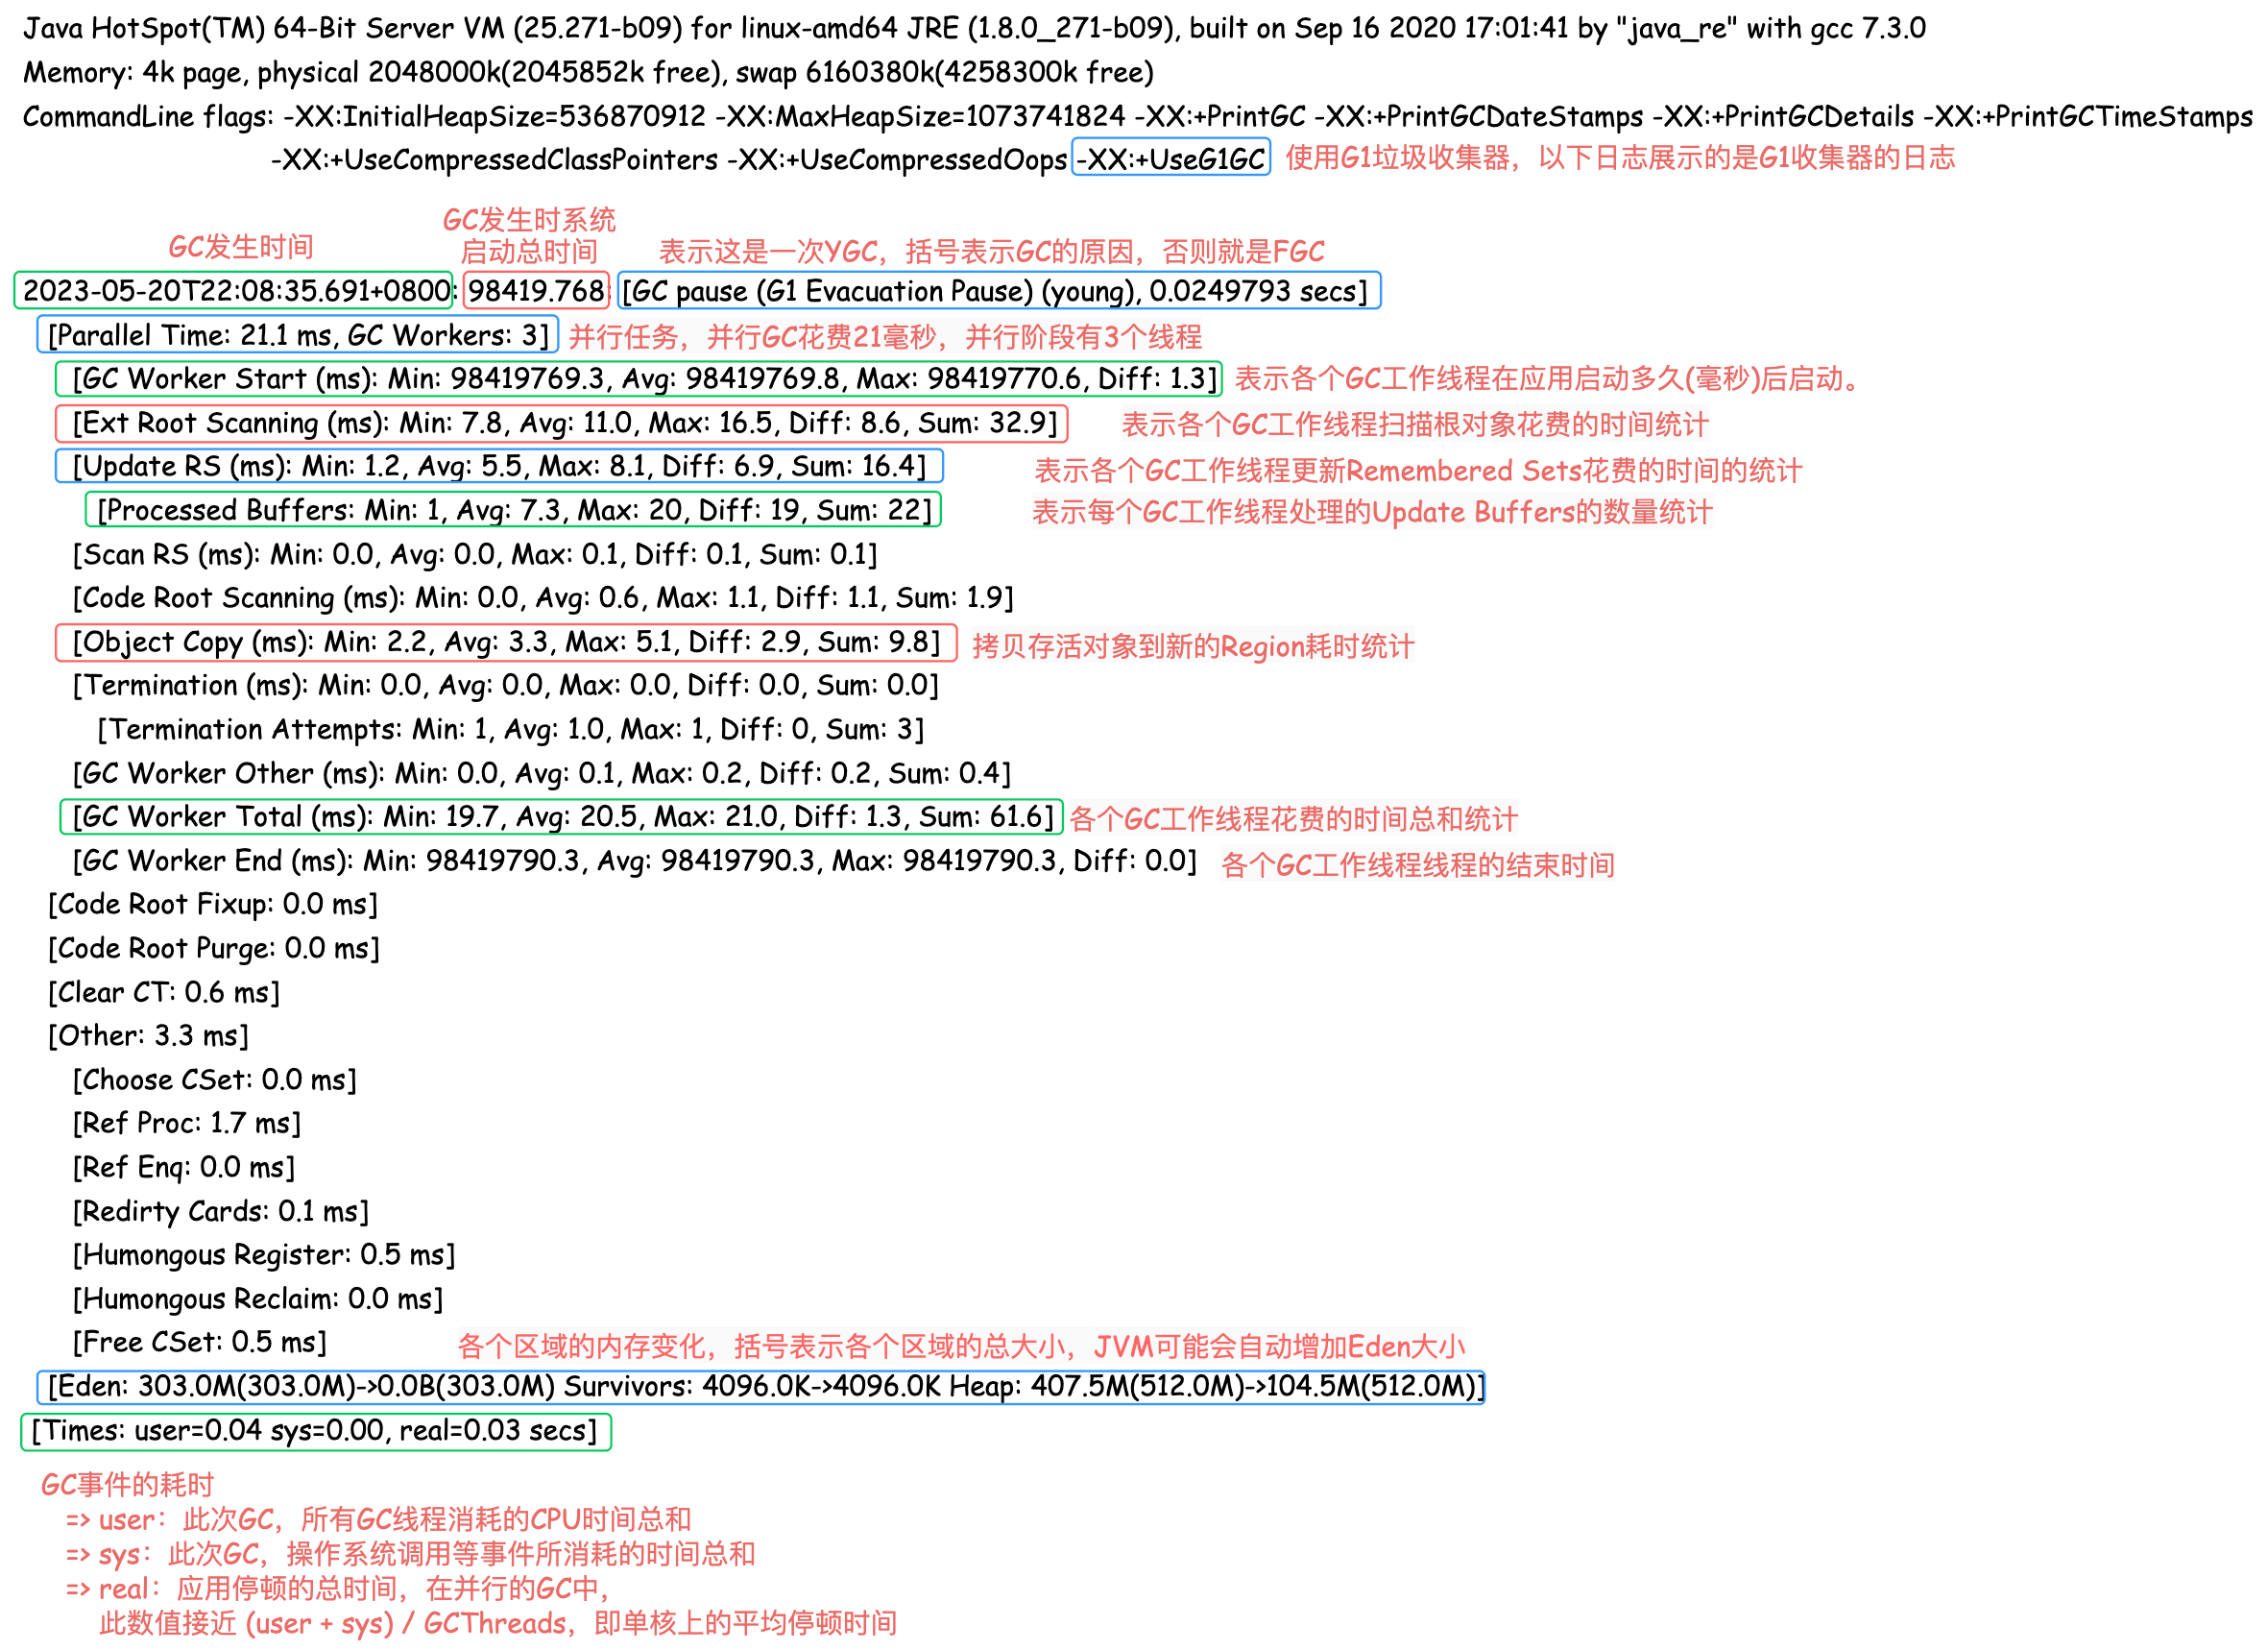 Java HotSpot(TM) 64-Bit Server VM (25.271-b09) for linux-amd64 JRE (1.8.0_271-b09), built on Sep 16 2020 17:01:41 by "java_re" with gcc 7.3.0
Memory: 4k page, physical 2048000k(2045852k free), swap 6160380k(4258300k free)
CommandLine flags: -XX:InitialHeapSize=536870912 -XX:MaxHeapSize=1073741824 -XX:+PrintGC -XX:+PrintGCDateStamps -XX:+PrintGCDetails -XX:+PrintGCTimeStamps
-XX:+UseCompressedClassPointers -XX:+UseCompressedOops -XX:+UseG1GC 使用G1垃圾收集器，以下日志展示的是G1收集器的日志
GC发生时系统
GC发生时间 启动总时间 表示这是一次YGC，括号表示GC的原因，否则就是FGC
2023-05-20T22:08:35.691+0800: 98419.768: [GC pause (G1 Evacuation Pause) (young), 0.0249793 secs]
[Parallel Time: 21.1 ms, GC Workers: 3] 并行任务，并行GC花费21毫秒，并行阶段有3个线程
[GC Worker Start (ms): Min: 98419769.3, Avg: 98419769.8, Max: 98419770.6, Diff: 1.3] 表示各个GC工作线程在应用启动多久(毫秒)后启动。
[Ext Root Scanning (ms): Min: 7.8, Avg: 11.0, Max: 16.5, Diff: 8.6, Sum: 32.9] 表示各个GC工作线程扫描根对象花费的时间统计
[Update RS (ms): Min: 1.2, Avg: 5.5, Max: 8.1, Diff: 6.9, Sum: 16.4] 表示各个GC工作线程更新Remembered Sets花费的时间的统计
[Processed Buffers: Min: 1, Avg: 7.3, Max: 20, Diff: 19, Sum: 22] 表示每个GC工作线程处理的Update Buffers的数量统计
[Scan RS (ms): Min: 0.0, Avg: 0.0, Max: 0.1, Diff: 0.1, Sum: 0.1]
[Code Root Scanning (ms): Min: 0.0, Avg: 0.6, Max: 1.1, Diff: 1.1, Sum: 1.9]
[Object Copy (ms): Min: 2.2, Avg: 3.3, Max: 5.1, Diff: 2.9, Sum: 9.8] 拷贝存活对象到新的Region耗时统计
[Termination (ms): Min: 0.0, Avg: 0.0, Max: 0.0, Diff: 0.0, Sum: 0.0]
[Termination Attempts: Min: 1, Avg: 1.0, Max: 1, Diff: 0, Sum: 3]
[GC Worker Other (ms): Min: 0.0, Avg: 0.1, Max: 0.2, Diff: 0.2, Sum: 0.4]
[GC Worker Total (ms): Min: 19.7, Avg: 20.5, Max: 21.0, Diff: 1.3, Sum: 61.6] 各个GC工作线程花费的时间总和统计
[GC Worker End (ms): Min: 98419790.3, Avg: 98419790.3, Max: 98419790.3, Diff: 0.0] 各个GC工作线程线程的结束时间
[Code Root Fixup: 0.0 ms]
[Code Root Purge: 0.0 ms]
[Clear CT: 0.6 ms]
[Other: 3.3 ms]
[Choose CSet: 0.0 ms]
[Ref Proc: 1.7 ms]
[Ref Enq: 0.0 ms]
[Redirty Cards: 0.1 ms]
[Humongous Register: 0.5 ms]
[Humongous Reclaim: 0.0 ms]
[Free CSet: 0.5 ms] 各个区域的内存变化，括号表示各个区域的总大小，JVM可能会自动增加Eden大小
[Eden: 303.0M(303.0M)->0.0B(303.0M) Survivors: 4096.0K->4096.0K Heap: 407.5M(512.0M)->104.5M(512.0M)]
[Times: user=0.04 sys=0.00, real=0.03 secs]
GC事件的耗时
=> user：此次GC，所有GC线程消耗的CPU时间总和
=> sys：此次GC，操作系统调用等事件所消耗的时间总和
=> real：应用停顿的总时间，在并行的GC中，
此数值接近 (user + sys) / GCThreads，即单核上的平均停顿时间